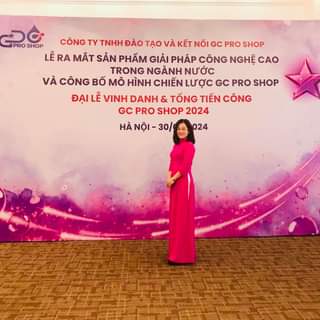 PRO SHOP
CÔNG TY TNHH ĐÀO TẠO VÀ KẾT NỐI GC PRO SHOP
LỄ RA MẮT SẢN PHẨM GIẢI PHÁP CÔNG NGHỆ CAO
TRONG NGÀNH NƯỚC
VÀ CÔNG BỐ MÔ HÌNH CHIẾN LƯỢC GC PRO SHOP
ĐẠI LỄ VINH DANH & TỔNG TIẾN CÔNG
GC PRO SHOP 2024
HÀ NỘI - 30/ 2024